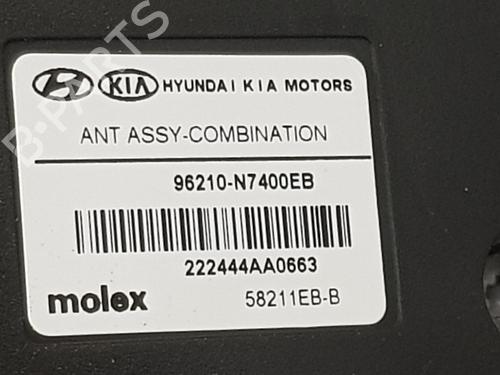 KIA HYUNDAI KIA MOTORS
ANT ASSY-COMBINATION
96210-N7400EB
222444AA0663
molex 58211EB-B
B-PARTS